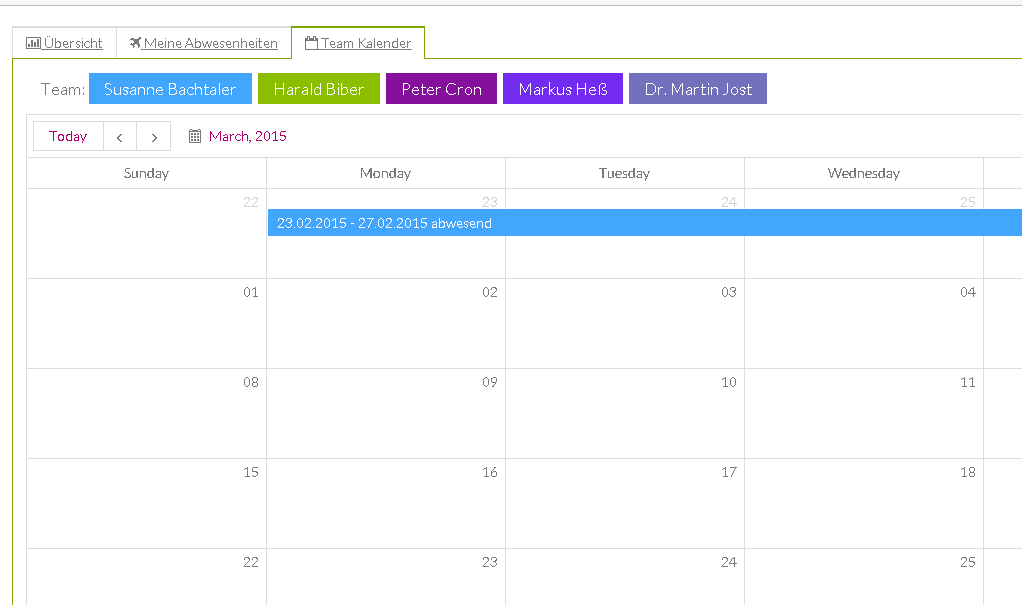 Übersicht Meine Abwesenheiten Team Kalender
Team: Susanne Bachtaler Harald Biber Peter Cron Markus Heß Dr. Martin Jost
Today < > March, 2015
Sunday Monday Tuesday Wednesday
22 23 24 25
23.02.2015 - 27.02.2015 abwesend
01 02 03 04
08 09 10 11
15 16 17 18
22 23 24 25